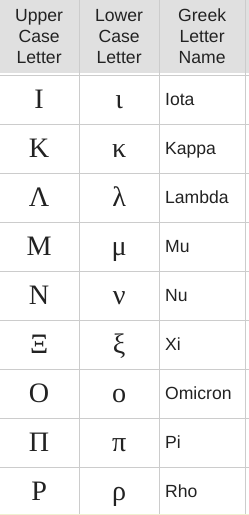 Upper Case Letter Lower Case Letter Greek Letter Name
Ι ι Iota
Κ κ Kappa
Λ λ Lambda
Μ μ Mu
Ν ν Nu
Ξ ξ Xi
Ο ο Omicron
Π π Pi
Ρ ρ Rho